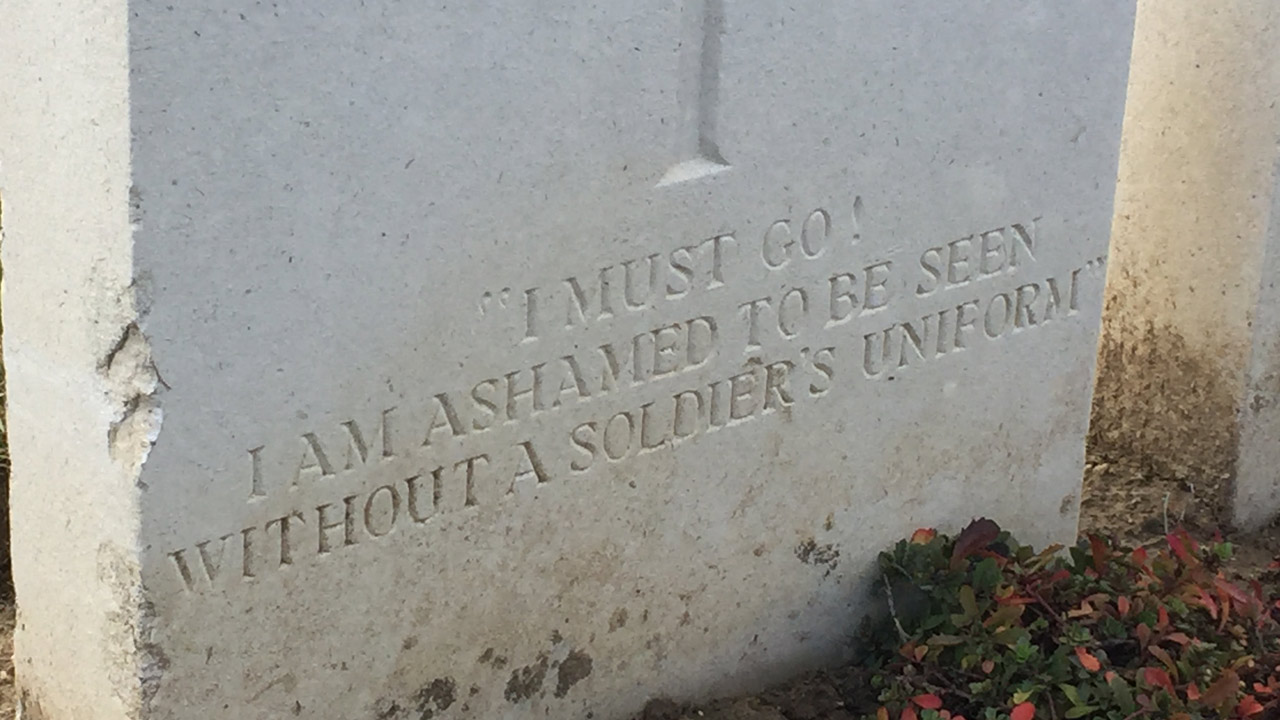 “I MUST GO!
I AM ASHAMED TO BE SEEN
WITHOUT A SOLDIER'S UNIFORM”